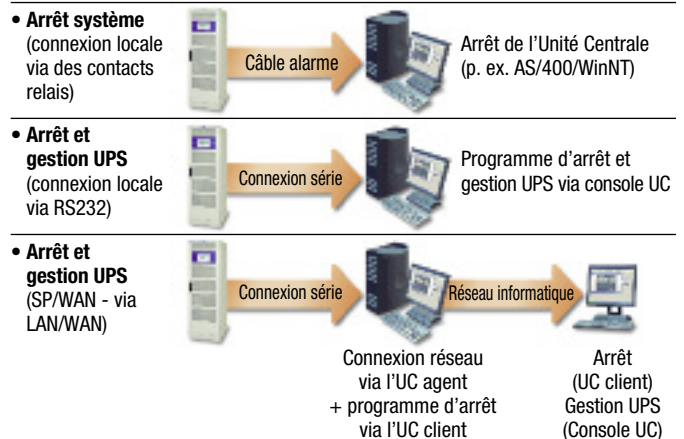 • Arrêt système
(connexion locale
via des contacts
relais)
Câble alarme
Arrêt de l'Unité Centrale
(p. ex. AS/400/WinNT)
• Arrêt et
gestion UPS
(connexion locale
via RS232)
Connexion série
Programme d'arrêt et
gestion UPS via console UC
• Arrêt et
gestion UPS
(SP/WAN - via
LAN/WAN)
Connexion série
Réseau informatique
Connexion réseau
via l'UC agent
+ programme d'arrêt
via l'UC client
Arrêt
(UC client)
Gestion UPS
(Console UC)